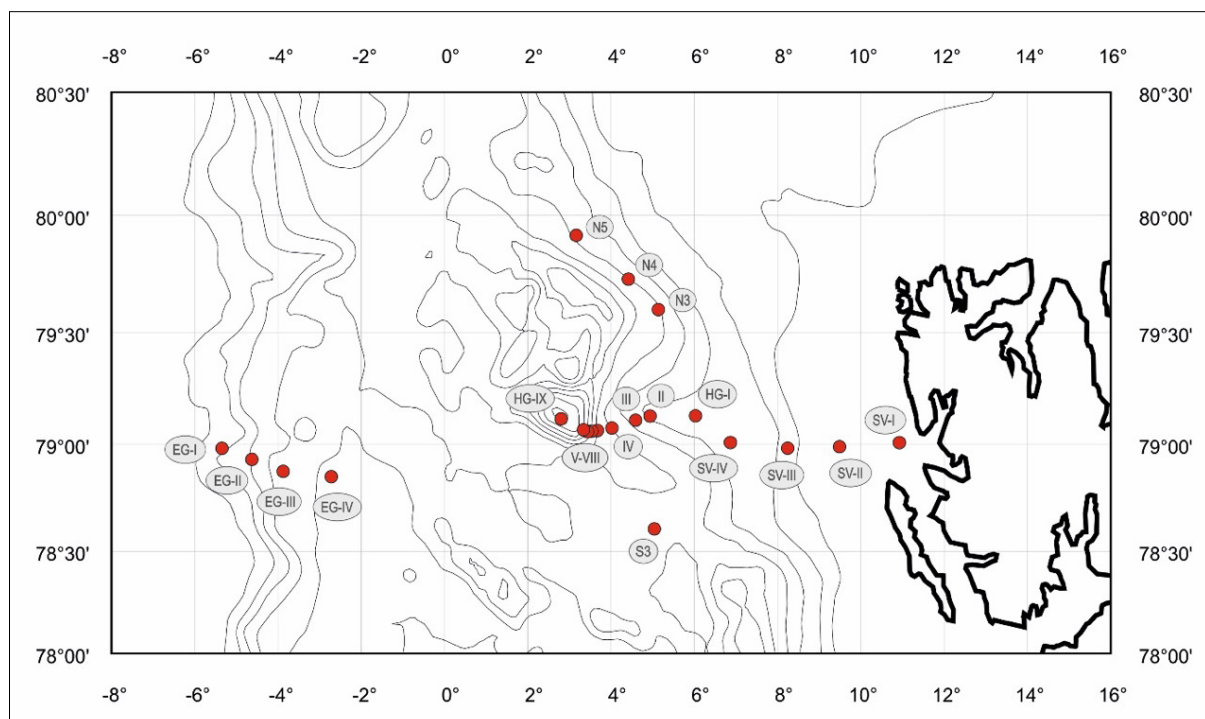 -8° -6° -4° -2° 0° 2° 4° 6° 8° 10° 12° 14° 16°
80°30' 80°30'
N5
80°00' 80°00'
N4
N3
79°30' 79°30'
HG-IX III II HG-I
SV-I
EG-I 79°00' 79°00'
IV
V-VIII SV-IV SV-III SV-II
EG-II
EG-III EG-IV
S3
78°30' 78°30'
78°00' 78°00'
-8° -6° -4° -2° 0° 2° 4° 6° 8° 10° 12° 14° 16°